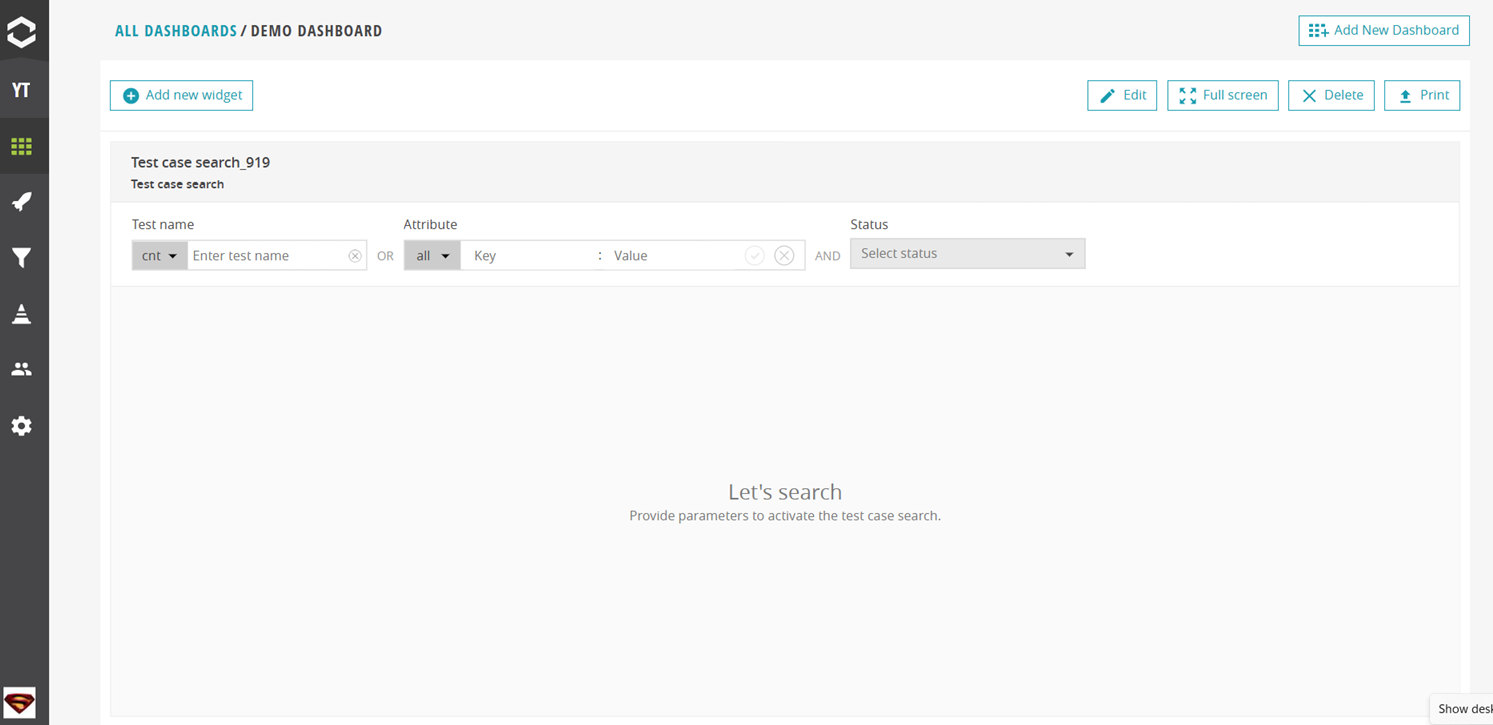 ALL DASHBOARDS / DEMO DASHBOARD
Add New Dashboard
YT
Add new widget
Edit
Full screen
Delete
Print
Test case search_919
Test case search
Test name
Attribute
Status
cnt Enter test name OR all Key : Value AND Select status
Let's search
Provide parameters to activate the test case search.
Show desk